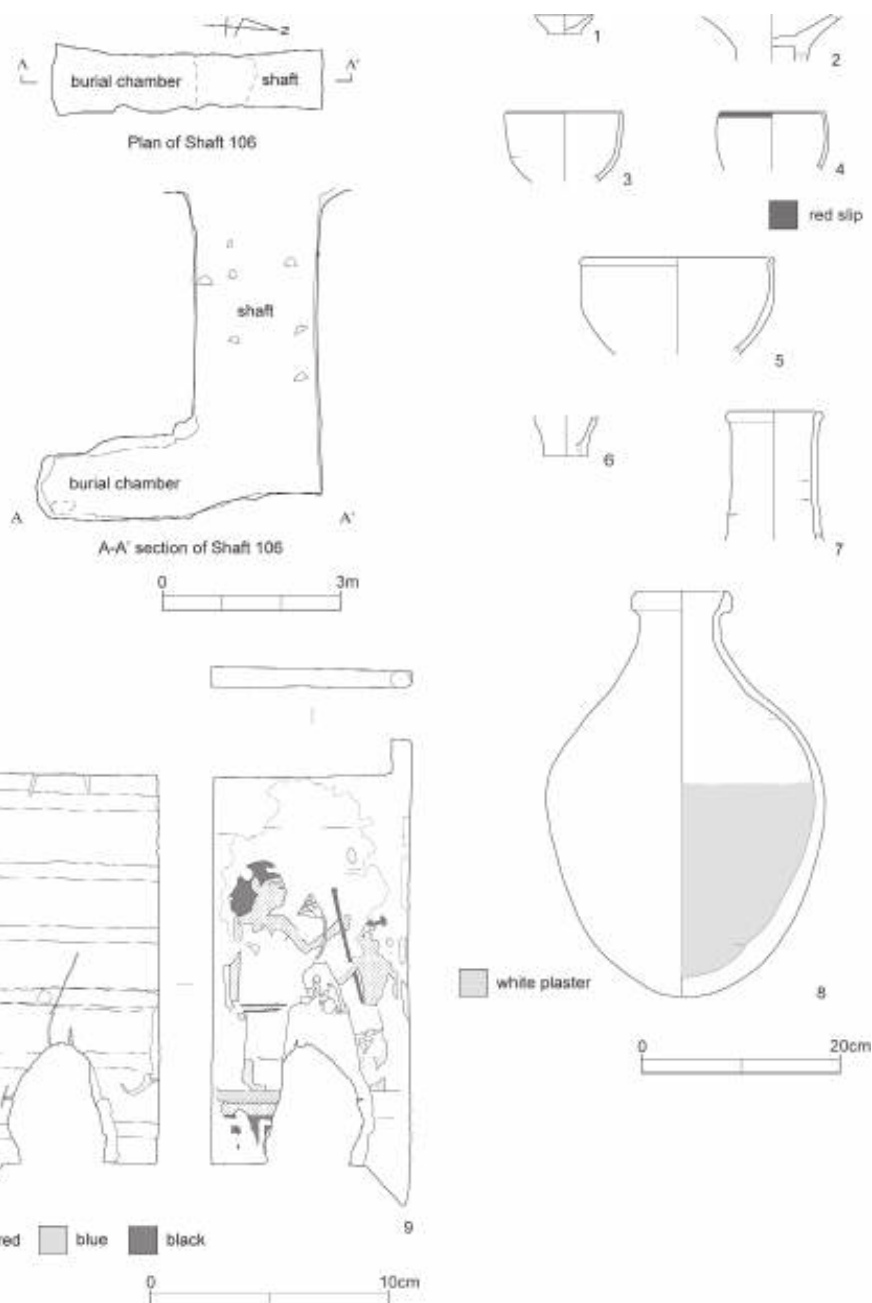 A
A'
burial chamber
shaft
Plan of Shaft 106
shaft
burial chamber
A
A'
A-A' section of Shaft 106
0
3m
1
2
3
4
red slip
5
6
7
8
white plaster
0
20cm
9
red
blue
black
0
10cm